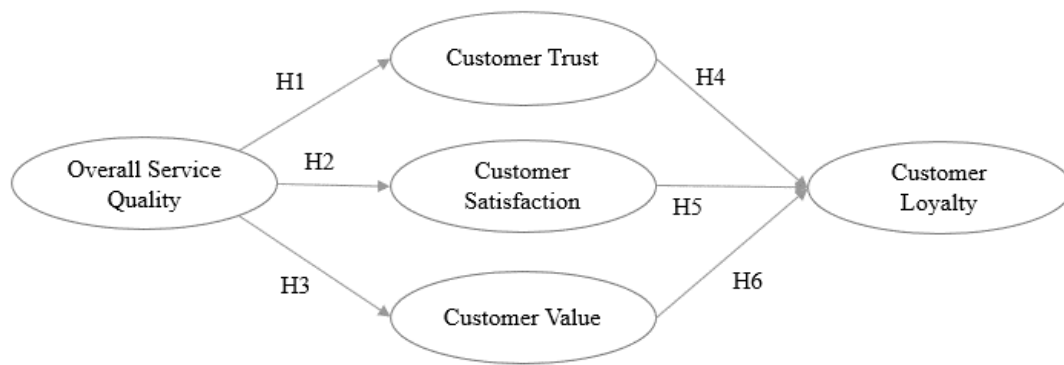 Customer Trust
H1
H4
Overall Service
Quality
H2
Customer
Satisfaction
H5
Customer
Loyalty
H3
H6
Customer Value